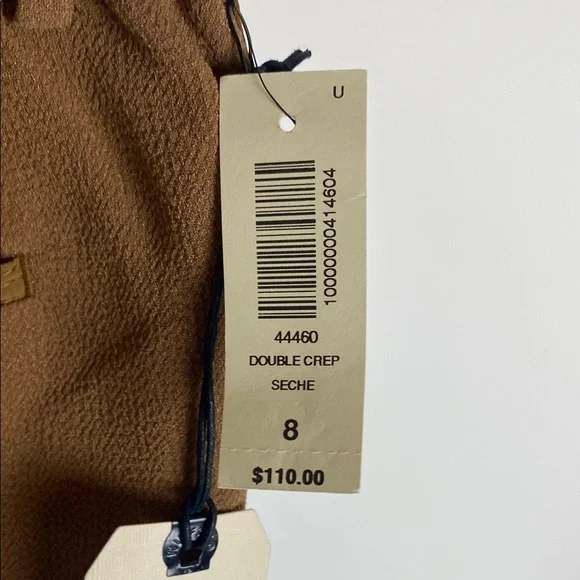 U
10000000414604
44460
DOUBLE CREP
SECHE
8
$110.00